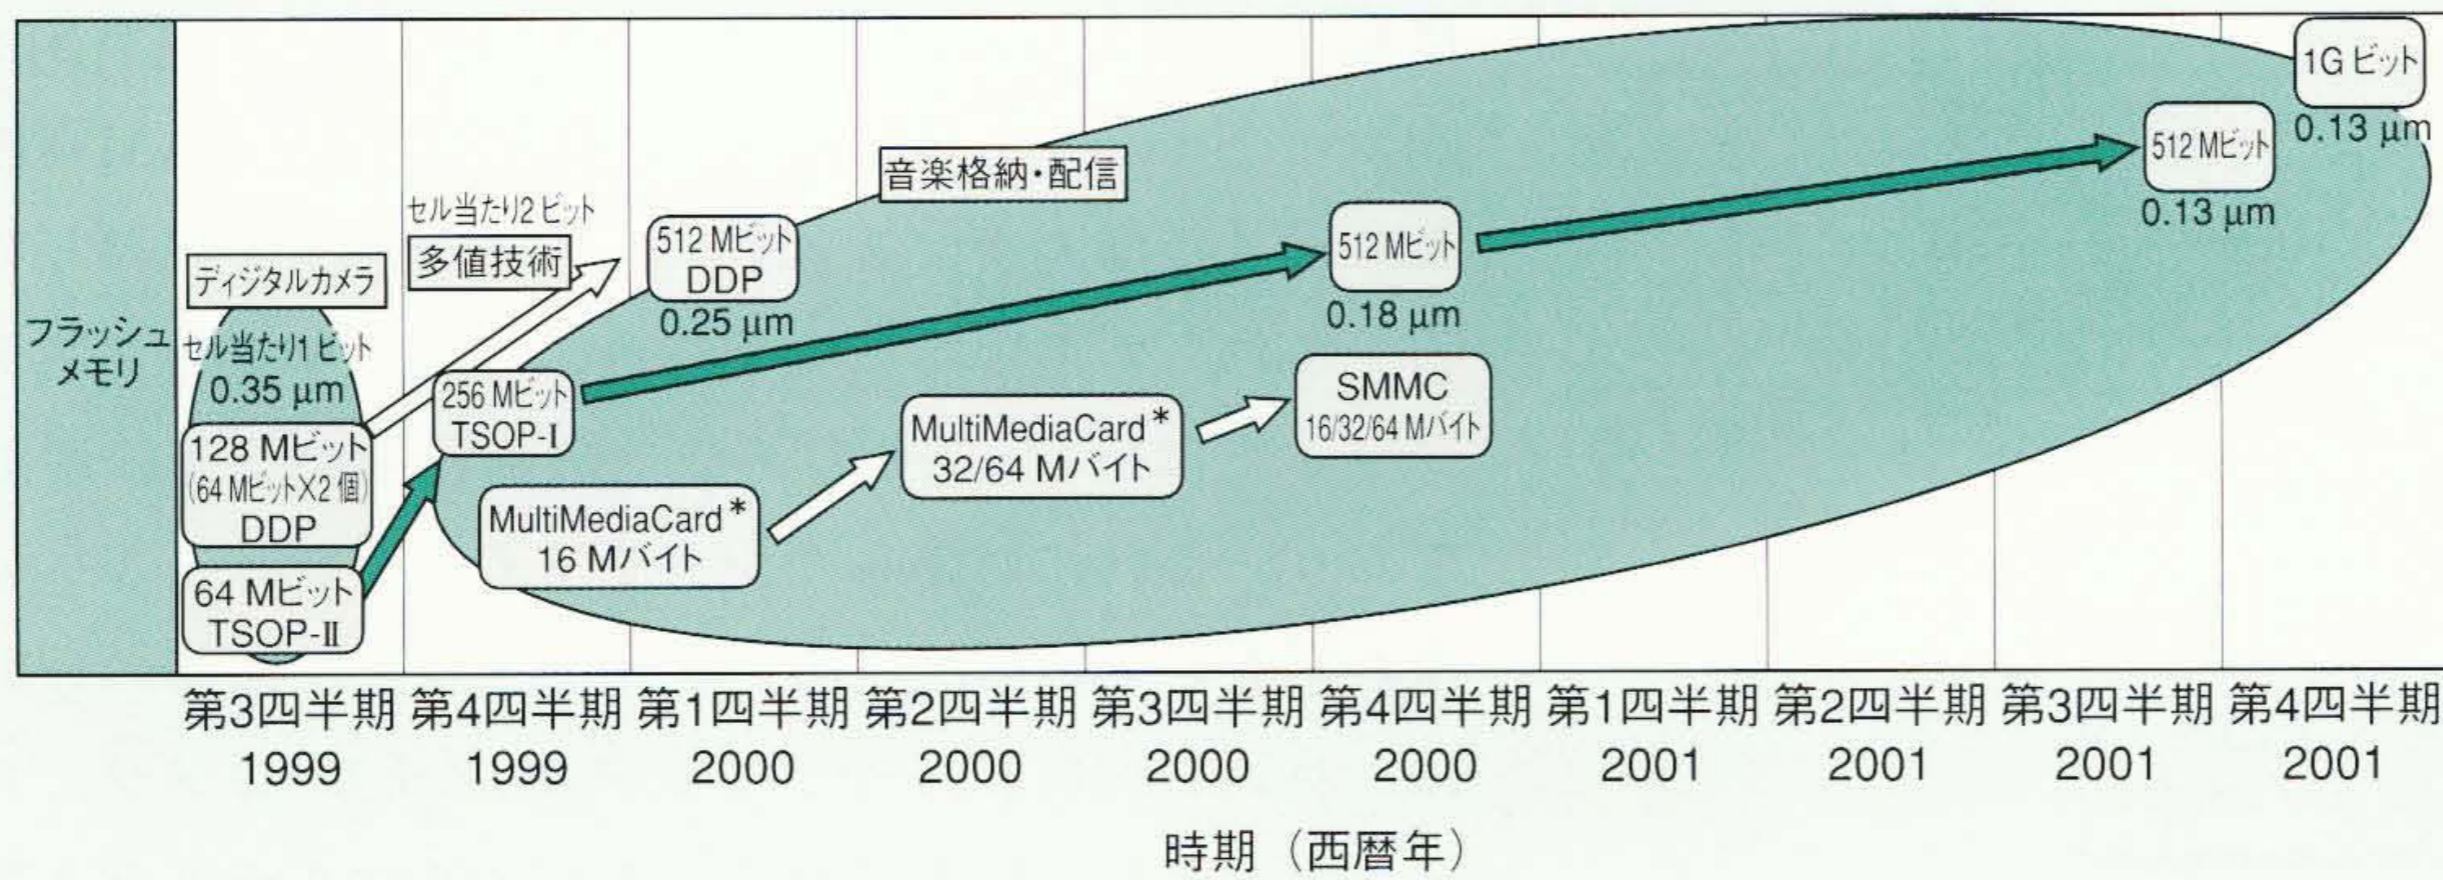 フラッシュ
メモリ
ディジタルカメラ
セル当たり1ビット
0.35 μm
128 Mビット
(64 Mビット×2個)
DDP
64 Mビット
TSOP-Ⅱ
セル当たり2ビット
多値技術
256 Mビット
TSOP-Ⅰ
512 Mビット
DDP
0.25 μm
音楽格納・配信
MultiMediaCard*
16 Mバイト
MultiMediaCard*
32/64 Mバイト
512 Mビット
0.18 μm
SMMC
16/32/64 Mバイト
512 Mビット
0.13 μm
1G ビット
0.13 μm
第3四半期 第4四半期 第1四半期 第2四半期 第3四半期 第4四半期 第1四半期 第2四半期 第3四半期 第4四半期
1999 1999 2000 2000 2000 2000 2001 2001 2001 2001
時期（西暦年）